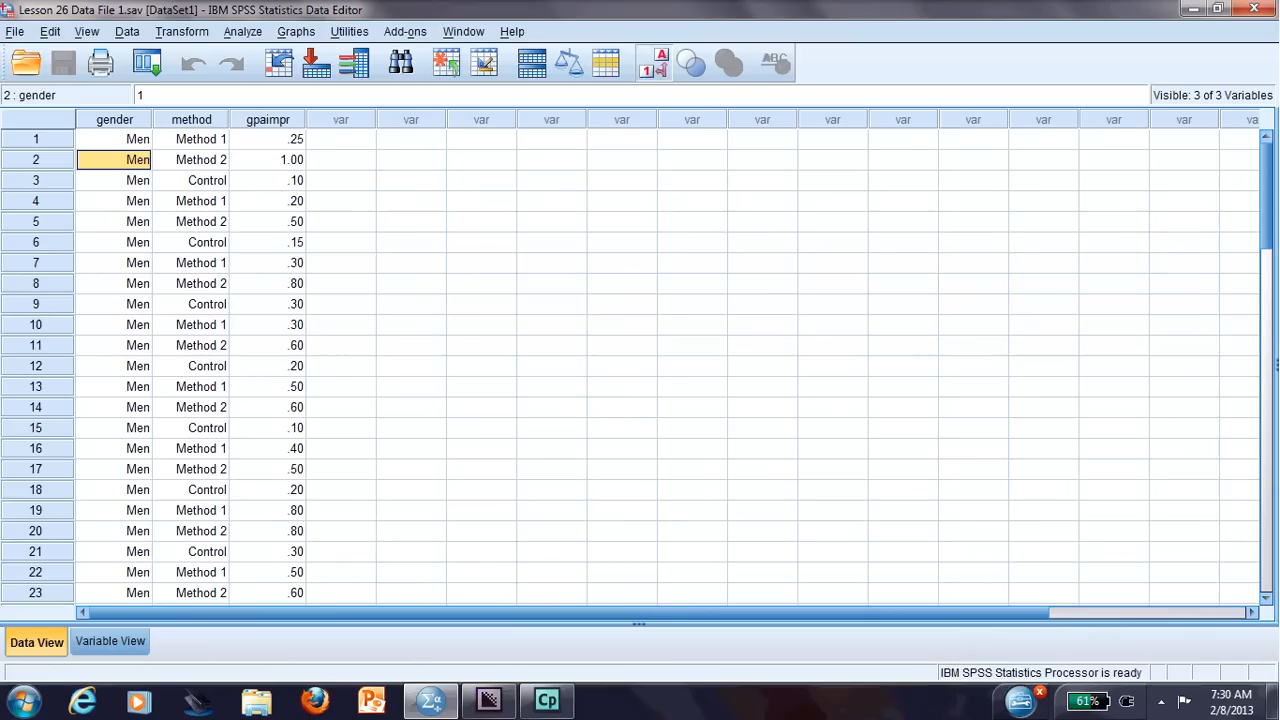 Lesson 26 Data File 1.sav [DataSet1] - IBM SPSS Statistics Data Editor
File Edit View Data Transform Analyze Graphs Utilities Add-ons Window Help
A
1
ABC
2 : gender 1 Visible: 3 of 3 Variables
gender method gpaimpr var var var var var var var var var var var var var va
1 Men Method 1 .25
2 Men Method 2 1.00
3 Men Control .10
4 Men Method 1 .20
5 Men Method 2 .50
6 Men Control .15
7 Men Method 1 .30
8 Men Method 2 .80
9 Men Control .30
10 Men Method 1 .30
11 Men Method 2 .60
12 Men Control .20
13 Men Method 1 .50
14 Men Method 2 .60
15 Men Control .10
16 Men Method 1 .40
17 Men Method 2 .50
18 Men Control .20
19 Men Method 1 .80
20 Men Method 2 .80
21 Men Control .30
22 Men Method 1 .50
23 Men Method 2 .60
Data View Variable View
IBM SPSS Statistics Processor is ready
Σα
Cp
61%
7:30 AM
2/8/2013